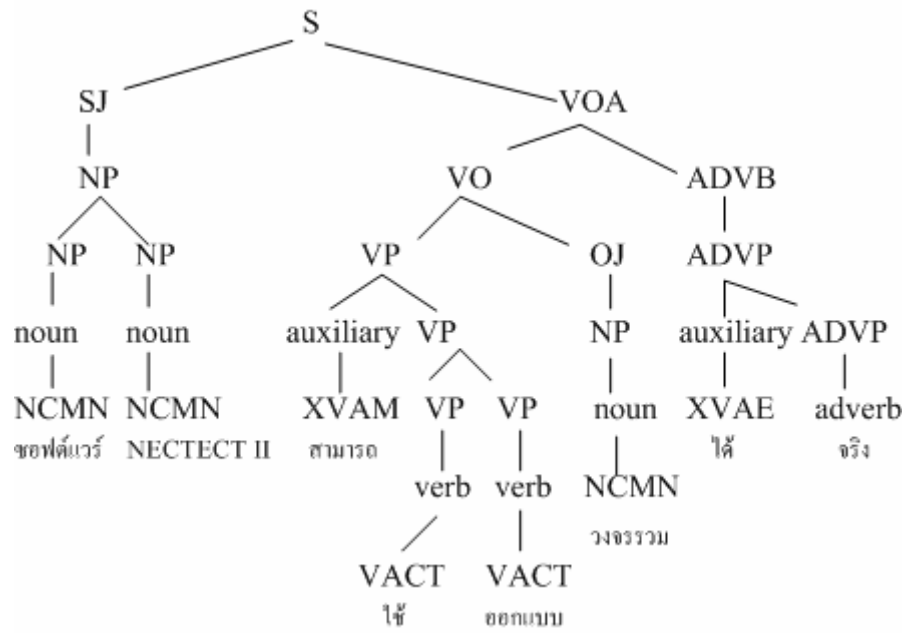 S
SJ VOA
NP VO ADVB
NP NP VP OJ ADVP
noun noun auxiliary VP NP auxiliary ADVP
NCMN NCMN XVAM VP VP noun XVAE adverb
ซอฟต์แวร์ NECTECT II สามารถ ได้ จริง
verb verb NCMN
วงจรรวม
VACT VACT
ใช้ ออกแบบ